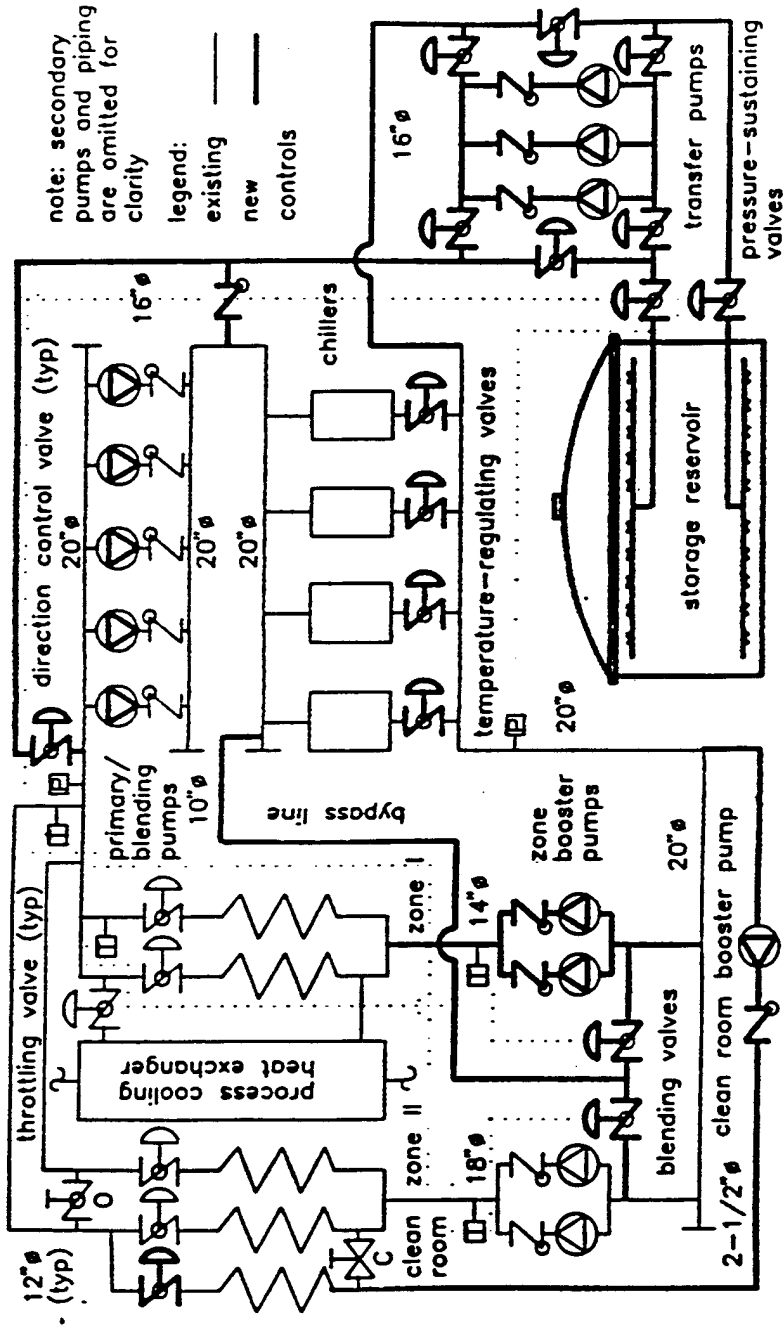 note: secondary
pumps and piping
are omitted for
clarity
legend:
existing
new
controls
12"ø
(typ)
throttling valve (typ)
direction control valve (typ)
20"ø
16"ø
16"ø
primary/
blending
pumps
10"ø
20"ø
20"ø
chillers
transfer pumps
pressure-sustaining
valves
O
process cooling
heat exchanger
bypass line
temperature-regulating valves
zone II
zone I
C
clean
room
18"ø
14"ø
zone
booster
pumps
P
P
20"ø
storage reservoir
blending valves
20"ø
2-1/2"ø
clean room booster pump